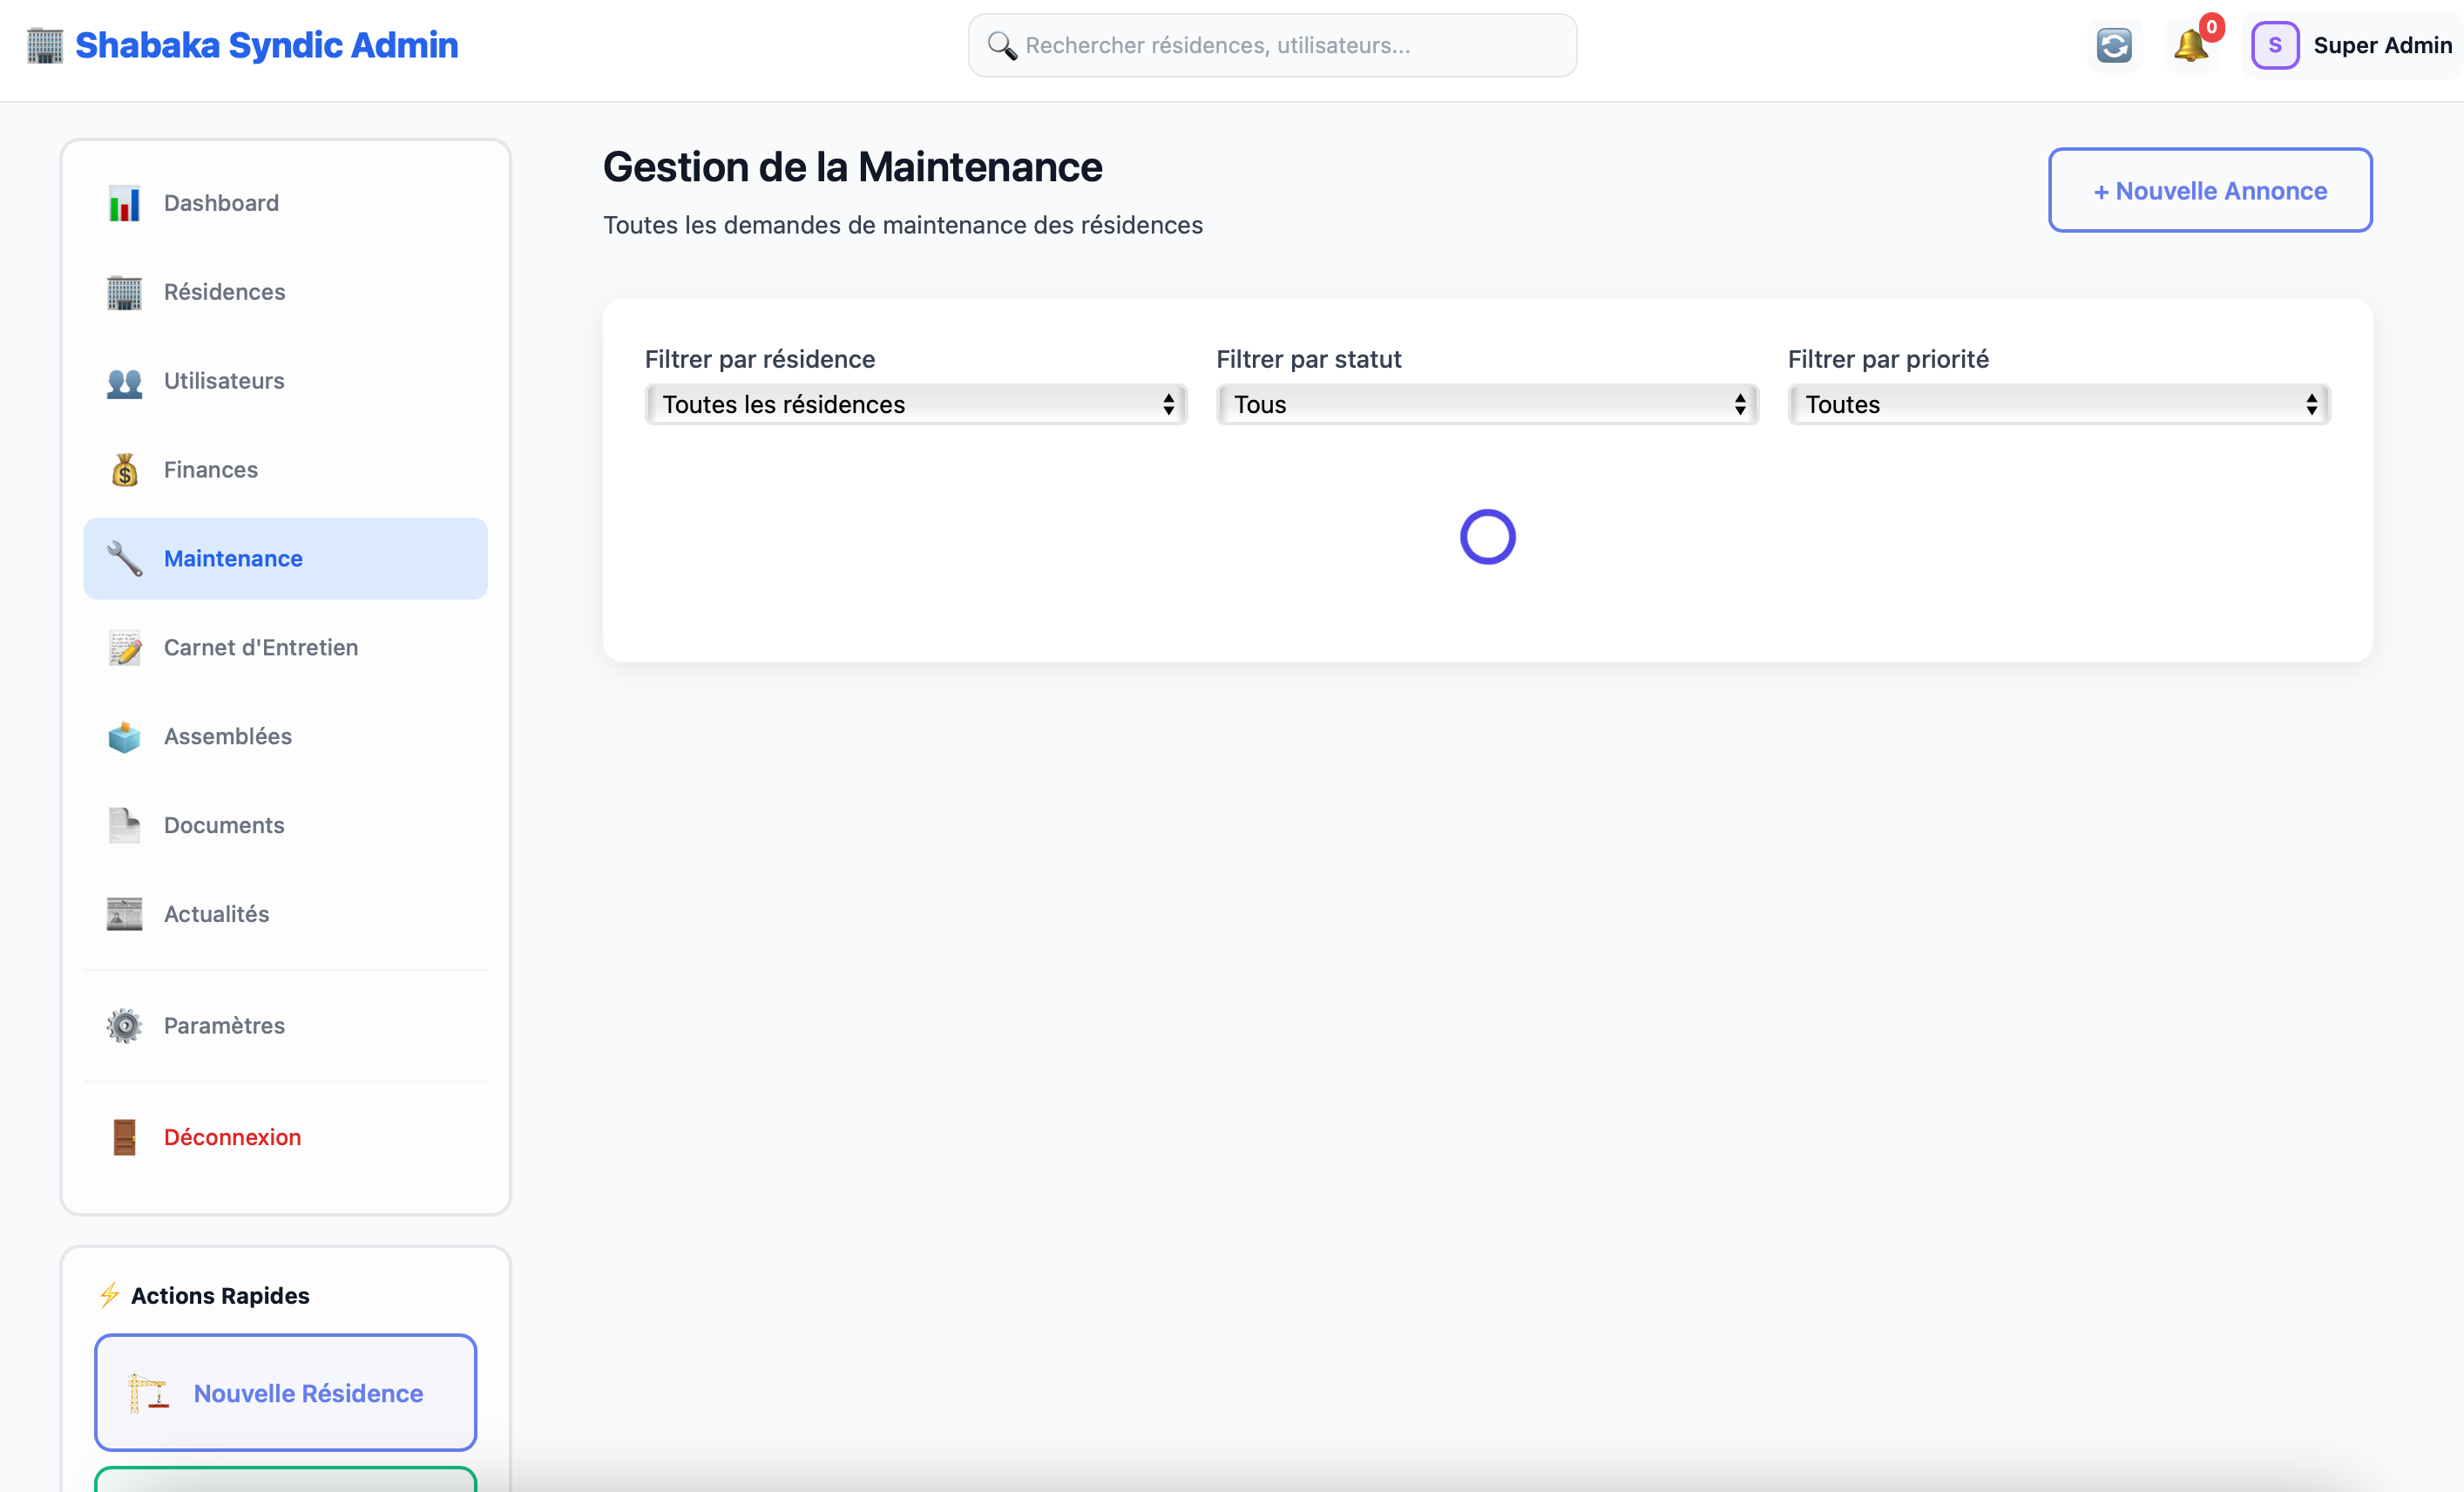 Shabaka Syndic Admin
Rechercher résidences, utilisateurs...
0
S
Super Admin
Dashboard
Résidences
Utilisateurs
Finances
Maintenance
Carnet d'Entretien
Assemblées
Documents
Actualités
Paramètres
Déconnexion
Actions Rapides
Nouvelle Résidence
Gestion de la Maintenance
Toutes les demandes de maintenance des résidences
+ Nouvelle Annonce
Filtrer par résidence
Toutes les résidences
Filtrer par statut
Tous
Filtrer par priorité
Toutes